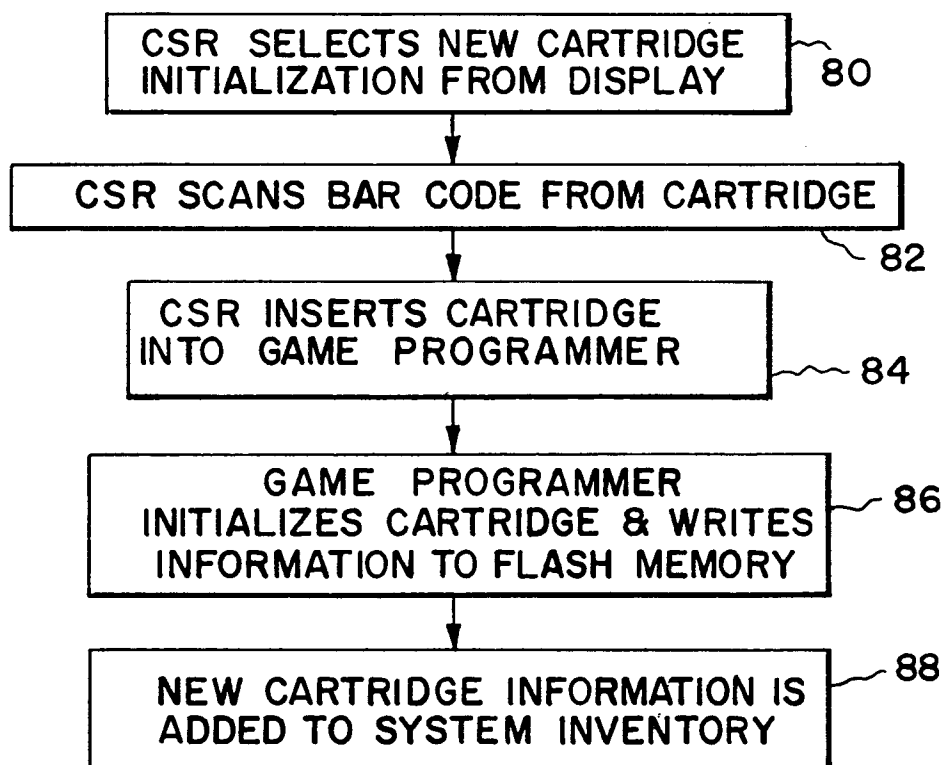 CSR SELECTS NEW CARTRIDGE
INITIALIZATION FROM DISPLAY
80
CSR SCANS BAR CODE FROM CARTRIDGE
82
CSR INSERTS CARTRIDGE
INTO GAME PROGRAMMER
84
GAME PROGRAMMER
INITIALIZES CARTRIDGE & WRITES
INFORMATION TO FLASH MEMORY
86
NEW CARTRIDGE INFORMATION IS
ADDED TO SYSTEM INVENTORY
88